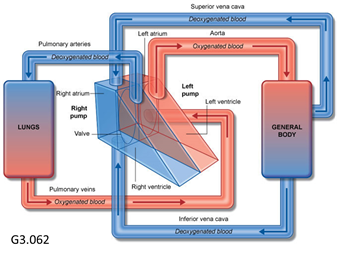 Superior vena cava
Deoxygenated blood
Left atrium
Aorta
Oxygenated blood
Pulmonary arteries
Deoxygenated blood
Right atrium
Left
pump
Left ventricle
Right
pump
LUNGS
GENERAL
BODY
Valve
Right ventricle
Pulmonary veins
Oxygenated blood
Inferior vena cava
Deoxygenated blood
G3.062